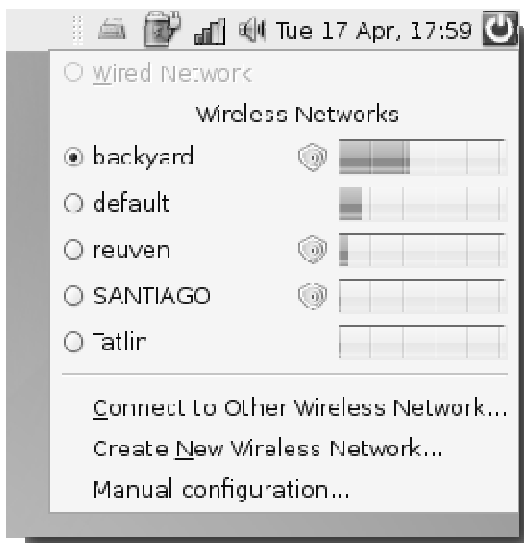 Tue 17 Apr, 17:59
Wired Network
Wireless Networks
backyard
default
reuven
SANTIAGO
Tatlin
Connect to Other Wireless Network...
Create New Wireless Network...
Manual configuration...